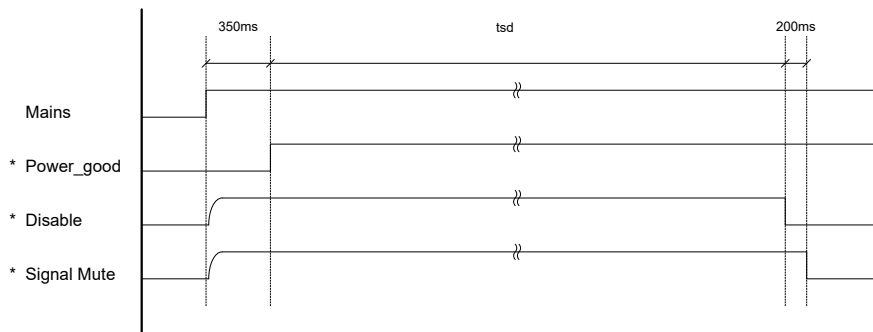 350ms tsd 200ms
Mains
* Power_good
* Disable
* Signal Mute